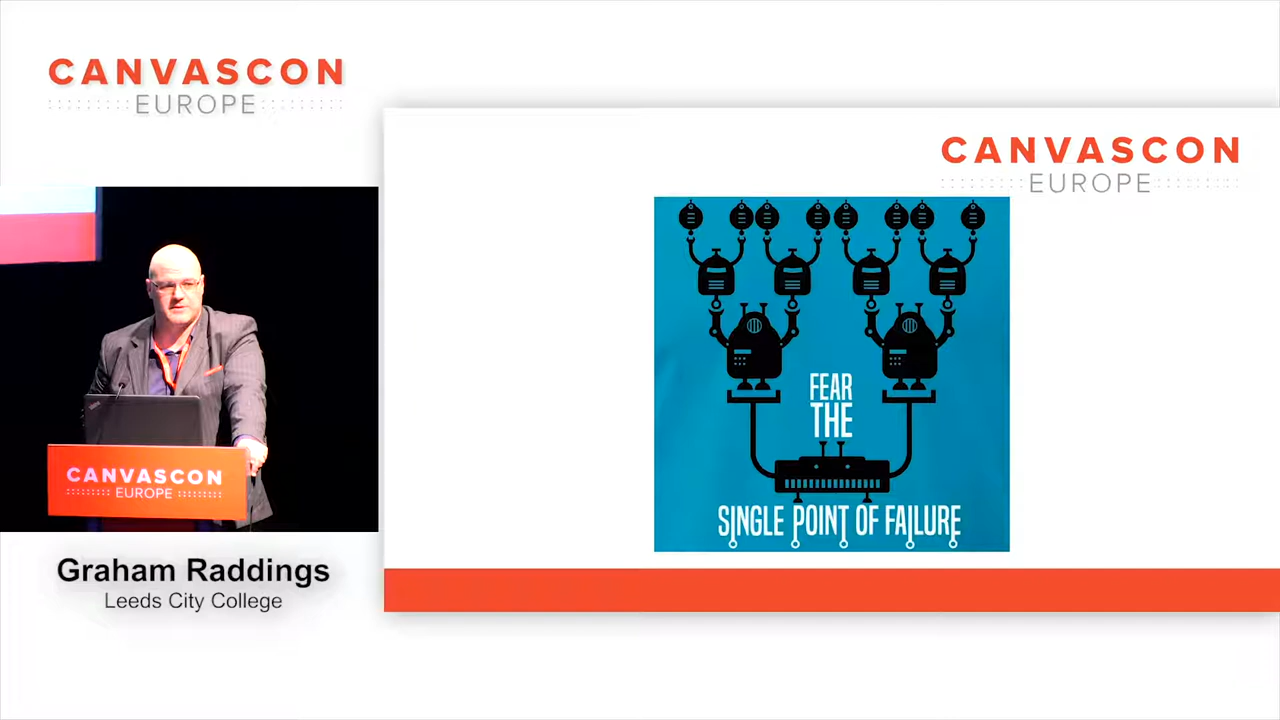 CANVASCON
EUROPE
CANVASCON
EUROPE
FEAR
THE
SINGLE POINT OF FAILURE
CANVASCON
EUROPE
Graham Raddings
Leeds City College